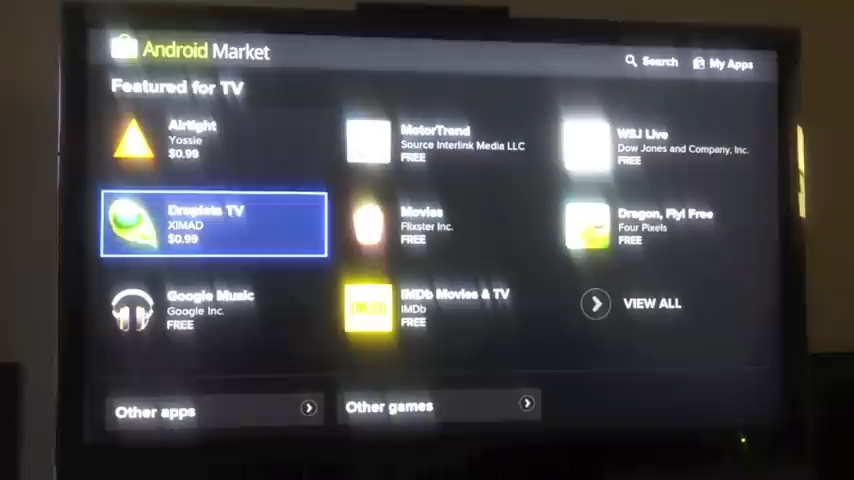 Android Market
Search
My Apps
Featured for TV
Airtight
Yossie
$0.99
MotorTrend
Source Interlink Media LLC
FREE
WSJ Live
Dow Jones and Company, Inc.
FREE
Droplets TV
XIMAD
$0.99
Movies
Flixster Inc.
FREE
Dragon, Fly! Free
Four Pixels
FREE
Google Music
Google Inc.
FREE
IMDb
IMDb Movies & TV
IMDb
FREE
VIEW ALL
Other apps
Other games